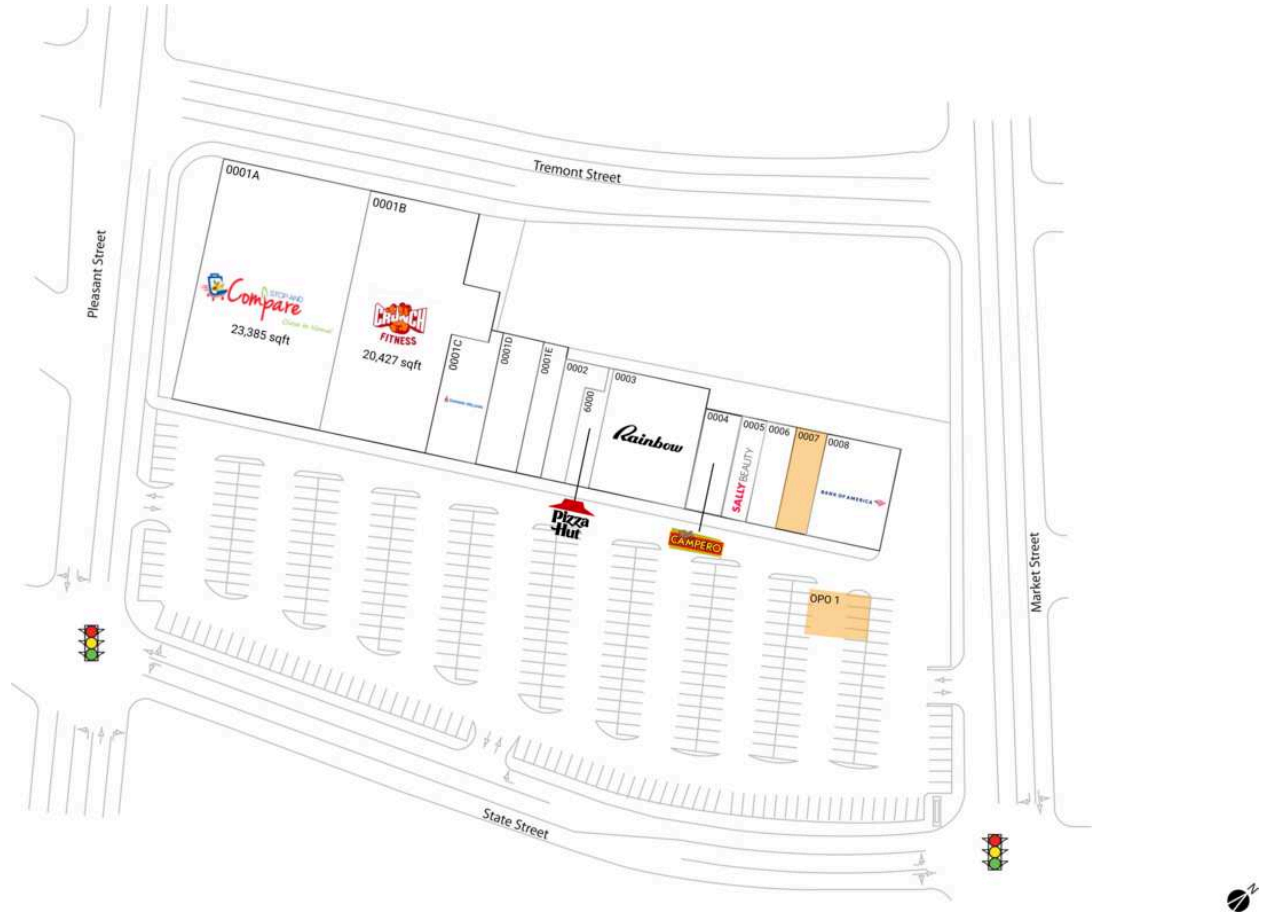 Tremont Street
Pleasant Street
Market Street
State Street
0001A
STOP AND
Compare
23,385 sqft
0001B
CRUNCH
FITNESS
20,427 sqft
0001C
0001D
0001E
0002
6000
0003
Rainbow
0004
0005
SALLY BEAUTY
0006
0007
0008
BANK OF AMERICA
Pizza
Hut
CAMPERO
OPO 1
N